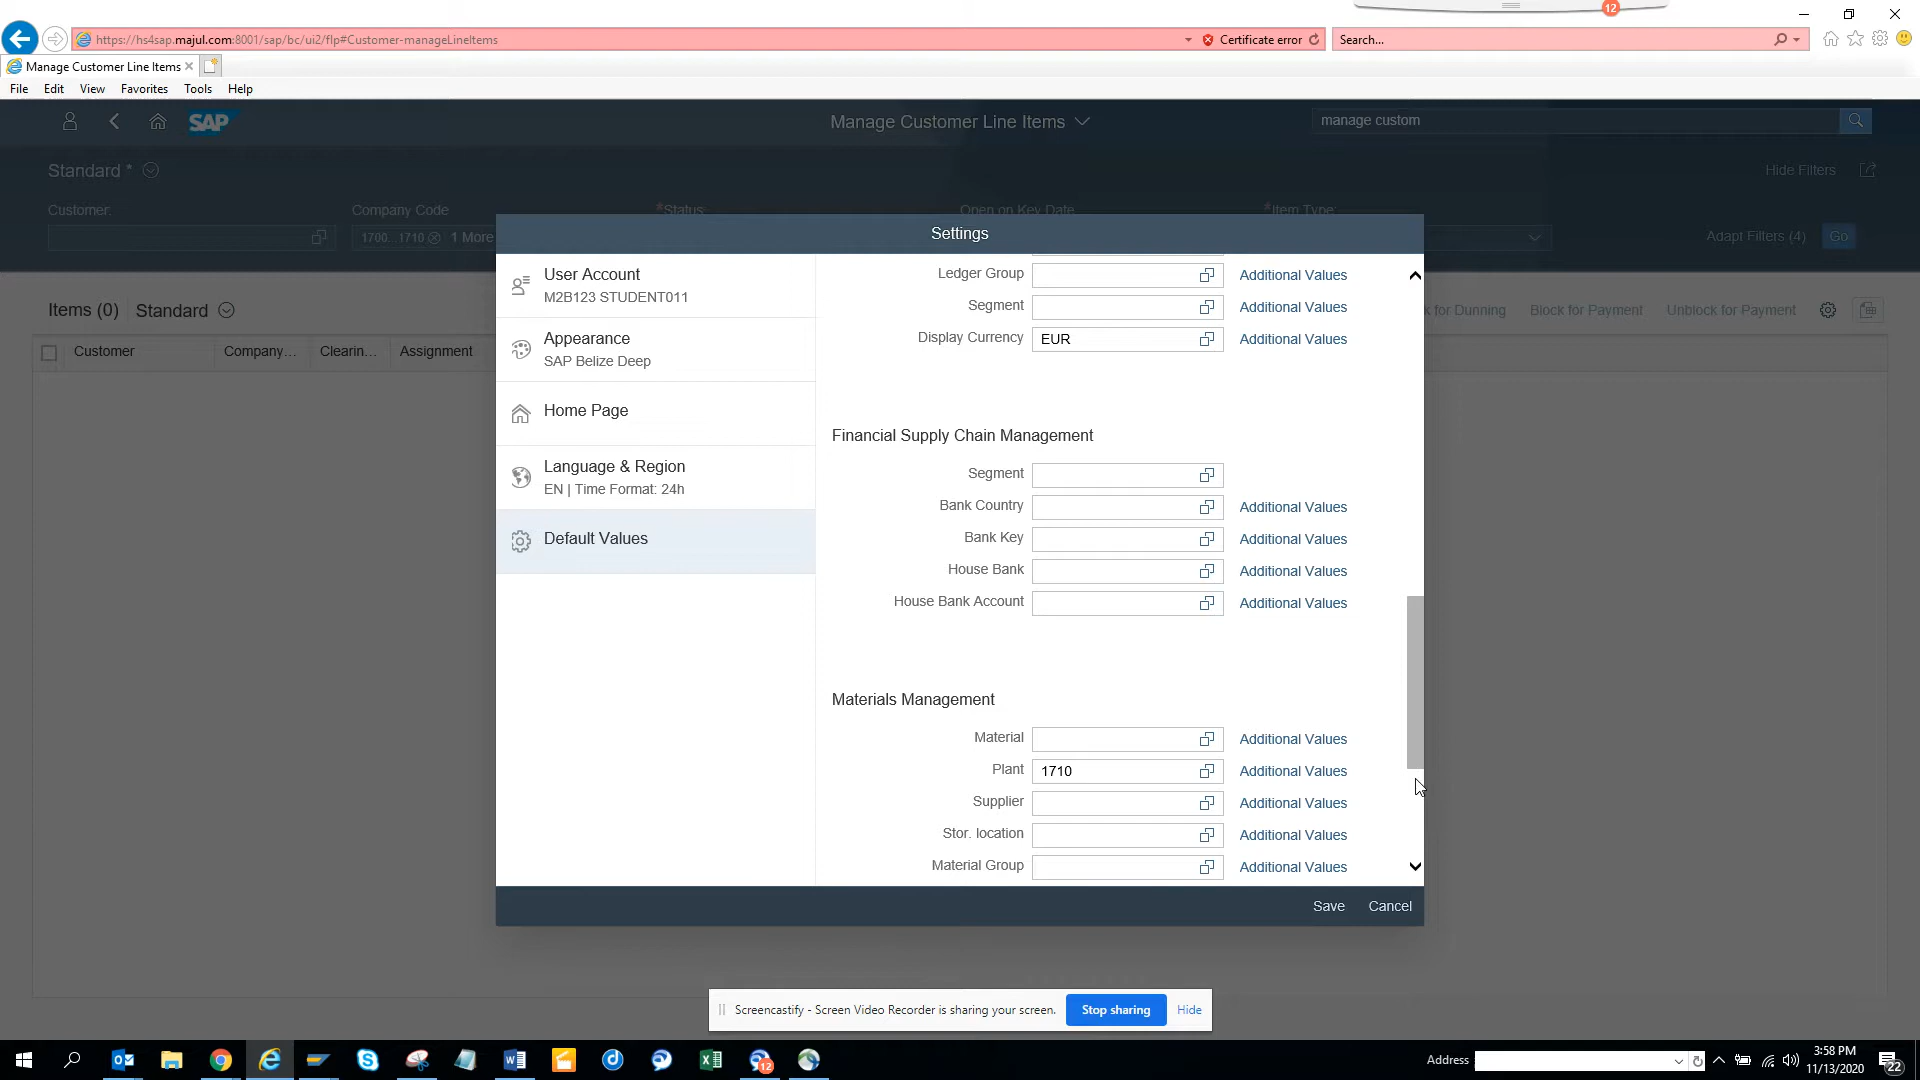 12
https://hs4sap.majul.com:8001/sap/bc/ui2/flp#Customer-manageLineItems
Certificate error
Search...
Manage Customer Line Items
File Edit View Favorites Tools Help
SAP
Manage Customer Line Items
manage custom
Standard *
Hide Filters
Customer:
Company Code
*Status:
Open on Key Date
*Item Type:
1700...1710
1 More
Adapt Filters (4)
Go
Settings
User Account
M2B123 STUDENT011
Appearance
SAP Belize Deep
Home Page
Language & Region
EN | Time Format: 24h
Default Values
Ledger Group
Additional Values
Segment
Additional Values
Display Currency
EUR
Additional Values
Financial Supply Chain Management
Segment
Bank Country
Additional Values
Bank Key
Additional Values
House Bank
Additional Values
House Bank Account
Additional Values
Materials Management
Material
Additional Values
Plant
1710
Additional Values
Supplier
Additional Values
Stor. location
Additional Values
Material Group
Additional Values
Save
Cancel
Items (0)
Standard
k for Dunning
Block for Payment
Unblock for Payment
Customer
Company...
Clearin...
Assignment
Screencastify - Screen Video Recorder is sharing your screen.
Stop sharing
Hide
12
Address
3:58 PM
11/13/2020
22